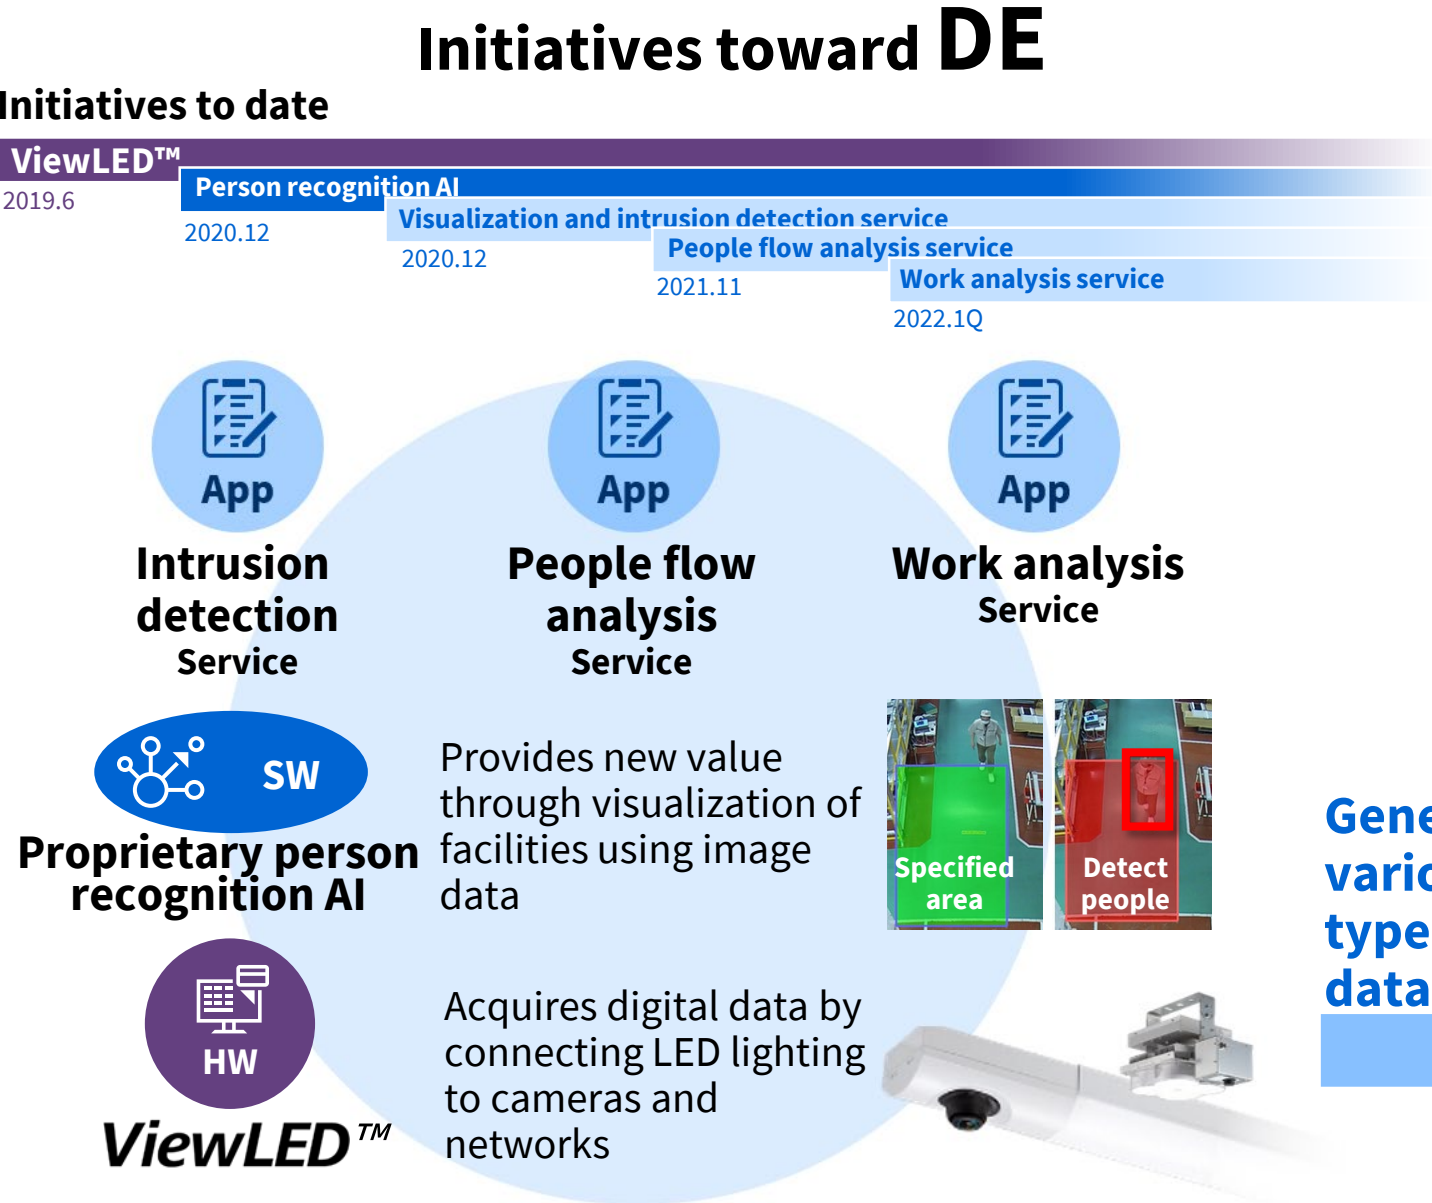 Initiatives toward DE
Initiatives to date
ViewLED™
2019.6
Person recognition AI
2020.12
Visualization and intrusion detection service
2020.12
People flow analysis service
2021.11
Work analysis service
2022.1Q
App
Intrusion
detection
Service
App
People flow
analysis
Service
App
Work analysis
Service
SW
Proprietary person
recognition AI
Provides new value
through visualization of
facilities using image
data
Specified
area
Detect
people
HW
ViewLED™
Acquires digital data by
connecting LED lighting
to cameras and
networks
data